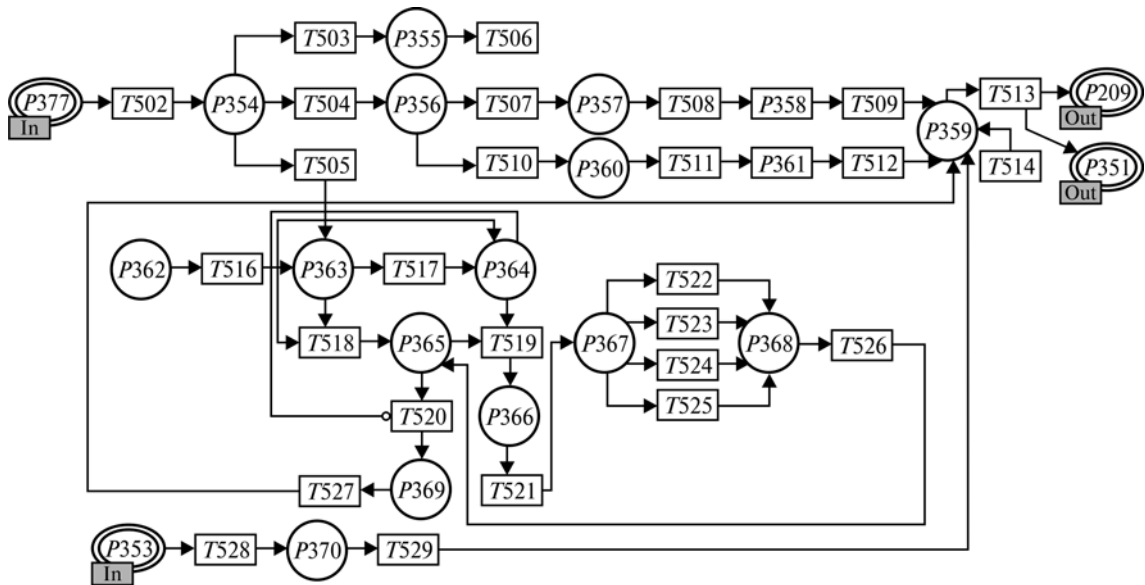 T503 P355 T506
P377 T502 P354 T504 P356 T507 P357 T508 P358 T509 P359 T513 P209
In Out
T505 T510 P360 T511 P361 T512 T514 P351
Out
P362 T516 P363 T517 P364 T522
T518 P365 T519 P367 T523 P368 T526
T524
T520 P366 T525
T527 P369 T521
P353 T528 P370 T529
In